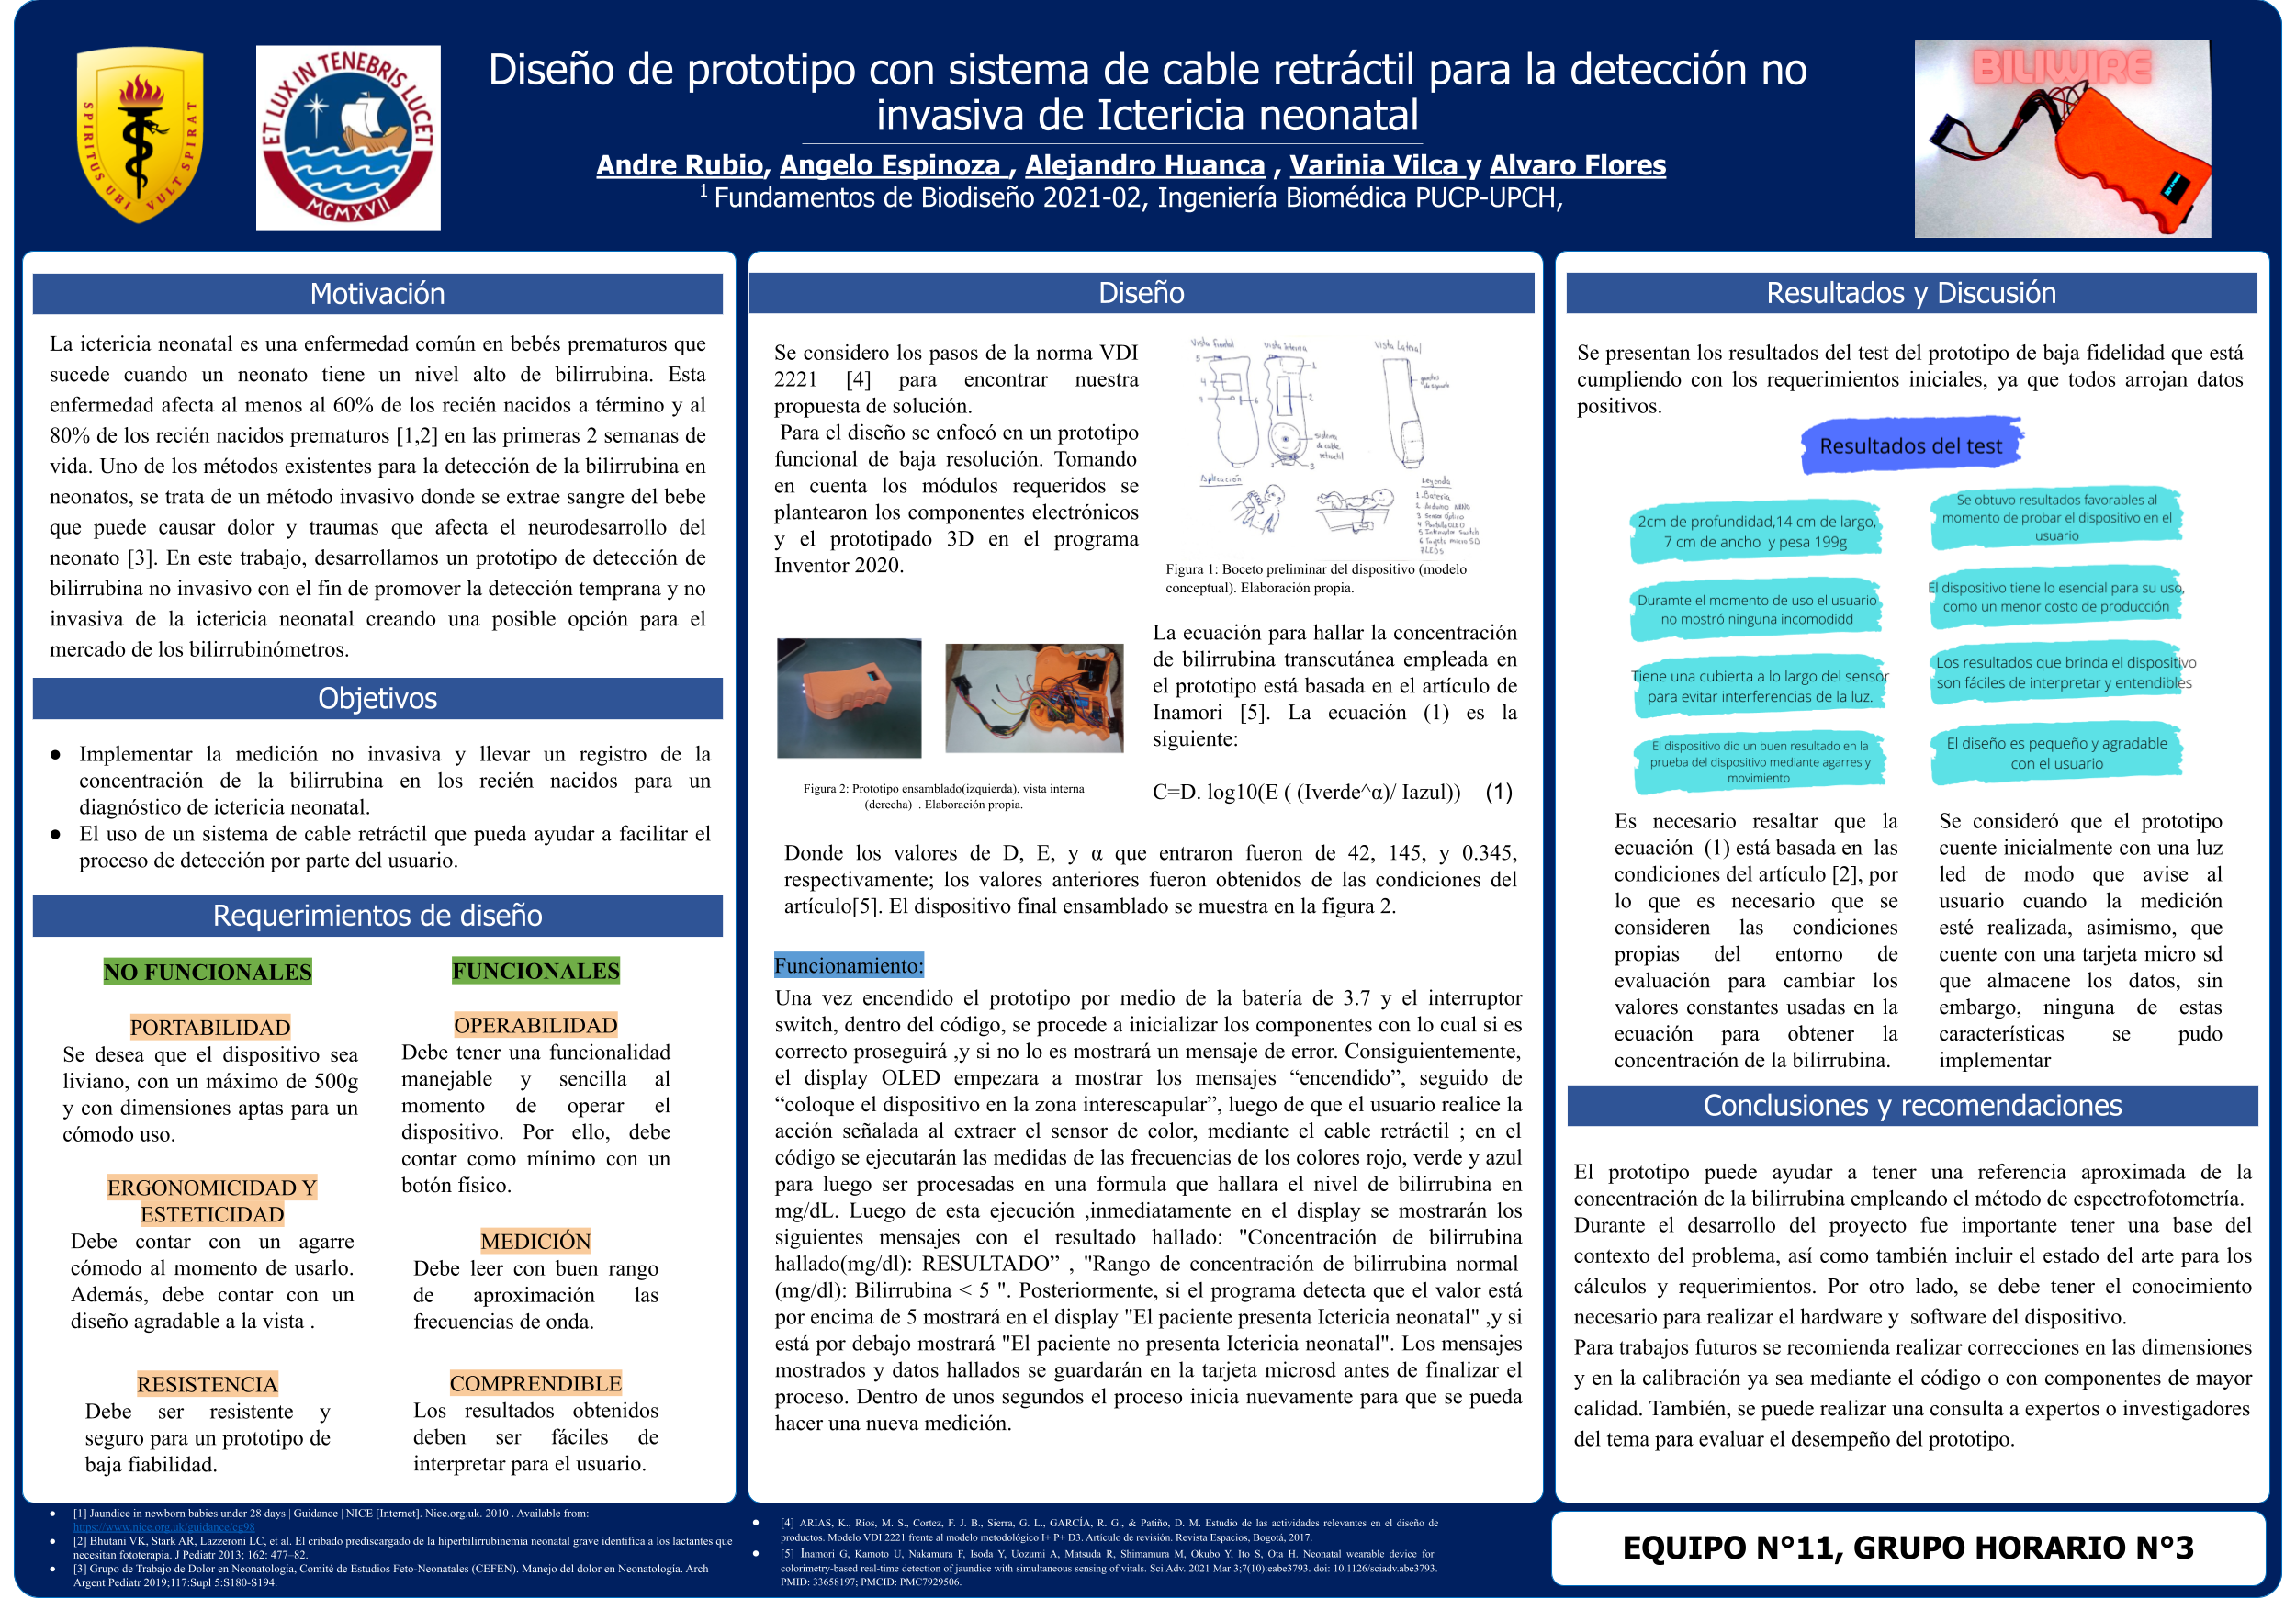 SPIRITUS UBI VULT SPIRAT
ET LUX IN TENEBRIS LUCET
MCMXVII
Diseño de prototipo con sistema de cable retráctil para la detección no
invasiva de Ictericia neonatal
Andre Rubio, Angelo Espinoza , Alejandro Huanca , Varinia Vilca y Alvaro Flores
1 Fundamentos de Biodiseño 2021-02, Ingeniería Biomédica PUCP-UPCH,
BILIWIRE
Motivación
La ictericia neonatal es una enfermedad común en bebés prematuros que
sucede cuando un neonato tiene un nivel alto de bilirrubina. Esta
enfermedad afecta al menos al 60% de los recién nacidos a término y al
80% de los recién nacidos prematuros [1,2] en las primeras 2 semanas de
vida. Uno de los métodos existentes para la detección de la bilirrubina en
neonatos, se trata de un método invasivo donde se extrae sangre del bebe
que puede causar dolor y traumas que afecta el neurodesarrollo del
neonato [3]. En este trabajo, desarrollamos un prototipo de detección de
bilirrubina no invasivo con el fin de promover la detección temprana y no
invasiva de la ictericia neonatal creando una posible opción para el
mercado de los bilirrubinómetros.
Objetivos
● Implementar la medición no invasiva y llevar un registro de la
concentración de la bilirrubina en los recién nacidos para un
diagnóstico de ictericia neonatal.
● El uso de un sistema de cable retráctil que pueda ayudar a facilitar el
proceso de detección por parte del usuario.
Requerimientos de diseño
NO FUNCIONALES
PORTABILIDAD
Se desea que el dispositivo sea
liviano, con un máximo de 500g
y con dimensiones aptas para un
cómodo uso.
ERGONOMICIDAD Y
ESTETICIDAD
Debe contar con un agarre
cómodo al momento de usarlo.
Además, debe contar con un
diseño agradable a la vista .
RESISTENCIA
Debe ser resistente y
seguro para un prototipo de
baja fiabilidad.
FUNCIONALES
OPERABILIDAD
Debe tener una funcionalidad
manejable y sencilla al
momento de operar el
dispositivo. Por ello, debe
contar como mínimo con un
botón físico.
MEDICIÓN
Debe leer con buen rango
de aproximación las
frecuencias de onda.
COMPRENDIBLE
Los resultados obtenidos
deben ser fáciles de
interpretar para el usuario.
Diseño
Se considero los pasos de la norma VDI
2221 [4] para encontrar nuestra
propuesta de solución.
Para el diseño se enfocó en un prototipo
funcional de baja resolución. Tomando
en cuenta los módulos requeridos se
plantearon los componentes electrónicos
y el prototipado 3D en el programa
Inventor 2020.
Vista frontal
Vista Interna
Vista Lateral
sistema
de cable
retractil
Aplicación
Leyenda
1. Batería
2. Arduino NANO
3 Sensor Óptico
4 Pantalla OLED
5 Interruptor Switch
6 Tarjeta micro SD
7 LEDS
Figura 1: Boceto preliminar del dispositivo (modelo
conceptual). Elaboración propia.
Figura 2: Prototipo ensamblado(izquierda), vista interna
(derecha) . Elaboración propia.
La ecuación para hallar la concentración
de bilirrubina transcutánea empleada en
el prototipo está basada en el artículo de
Inamori [5]. La ecuación (1) es la
siguiente:
C=D. log10(E ( (Iverde^α)/ Iazul)) (1)
Donde los valores de D, E, y α que entraron fueron de 42, 145, y 0.345,
respectivamente; los valores anteriores fueron obtenidos de las condiciones del
artículo[5]. El dispositivo final ensamblado se muestra en la figura 2.
Funcionamiento:
Una vez encendido el prototipo por medio de la batería de 3.7 y el interruptor
switch, dentro del código, se procede a inicializar los componentes con lo cual si es
correcto proseguirá ,y si no lo es mostrará un mensaje de error. Consiguientemente,
el display OLED empezara a mostrar los mensajes “encendido”, seguido de
“coloque el dispositivo en la zona interescapular”, luego de que el usuario realice la
acción señalada al extraer el sensor de color, mediante el cable retráctil ; en el
código se ejecutarán las medidas de las frecuencias de los colores rojo, verde y azul
para luego ser procesadas en una formula que hallara el nivel de bilirrubina en
mg/dL. Luego de esta ejecución ,inmediatamente en el display se mostrarán los
siguientes mensajes con el resultado hallado: "Concentración de bilirrubina
hallado(mg/dl): RESULTADO” , "Rango de concentración de bilirrubina normal
(mg/dl): Bilirrubina < 5 ". Posteriormente, si el programa detecta que el valor está
por encima de 5 mostrará en el display "El paciente presenta Ictericia neonatal" ,y si
está por debajo mostrará "El paciente no presenta Ictericia neonatal". Los mensajes
mostrados y datos hallados se guardarán en la tarjeta microsd antes de finalizar el
proceso. Dentro de unos segundos el proceso inicia nuevamente para que se pueda
hacer una nueva medición.
Resultados y Discusión
Se presentan los resultados del test del prototipo de baja fidelidad que está
cumpliendo con los requerimientos iniciales, ya que todos arrojan datos
positivos.
Resultados del test
2cm de profundidad,14 cm de largo,
7 cm de ancho y pesa 199g
Duramte el momento de uso el usuario
no mostró ninguna incomodidd
Tiene una cubierta a lo largo del sensor
para evitar interferencias de la luz.
El dispositivo dio un buen resultado en la
prueba del dispositivo mediante agarres y
movimiento
Se obtuvo resultados favorables al
momento de probar el dispositivo en el
usuario
El dispositivo tiene lo esencial para su uso,
como un menor costo de producción
Los resultados que brinda el dispositivo
son fáciles de interpretar y entendibles
El diseño es pequeño y agradable
con el usuario
Es necesario resaltar que la
ecuación (1) está basada en las
condiciones del artículo [2], por
lo que es necesario que se
consideren las condiciones
propias del entorno de
evaluación para cambiar los
valores constantes usadas en la
ecuación para obtener la
concentración de la bilirrubina.
Se consideró que el prototipo
cuente inicialmente con una luz
led de modo que avise al
usuario cuando la medición
esté realizada, asimismo, que
cuente con una tarjeta micro sd
que almacene los datos, sin
embargo, ninguna de estas
características se pudo
implementar
Conclusiones y recomendaciones
El prototipo puede ayudar a tener una referencia aproximada de la
concentración de la bilirrubina empleando el método de espectrofotometría.
Durante el desarrollo del proyecto fue importante tener una base del
contexto del problema, así como también incluir el estado del arte para los
cálculos y requerimientos. Por otro lado, se debe tener el conocimiento
necesario para realizar el hardware y software del dispositivo.
Para trabajos futuros se recomienda realizar correcciones en las dimensiones
y en la calibración ya sea mediante el código o con componentes de mayor
calidad. También, se puede realizar una consulta a expertos o investigadores
del tema para evaluar el desempeño del prototipo.
● [1] Jaundice in newborn babies under 28 days | Guidance | NICE [Internet]. Nice.org.uk. 2010 . Available from:
https://www.nice.org.uk/guidance/cg98
● [2] Bhutani VK, Stark AR, Lazzeroni LC, et al. El cribado prediscargado de la hiperbilirrubinemia neonatal grave identifica a los lactantes que
necesitan fototerapia. J Pediatr 2013; 162: 477–82.
● [3] Grupo de Trabajo de Dolor en Neonatología, Comité de Estudios Feto-Neonatales (CEFEN). Manejo del dolor en Neonatología. Arch
Argent Pediatr 2019;117:Supl 5:S180-S194.
● [4] ARIAS, K., Ríos, M. S., Cortez, F. J. B., Sierra, G. L., GARCÍA, R. G., & Patiño, D. M. Estudio de las actividades relevantes en el diseño de
productos. Modelo VDI 2221 frente al modelo metodológico I+ P+ D3. Artículo de revisión. Revista Espacios, Bogotá, 2017.
● [5] Inamori G, Kamoto U, Nakamura F, Isoda Y, Uozumi A, Matsuda R, Shimamura M, Okubo Y, Ito S, Ota H. Neonatal wearable device for
colorimetry-based real-time detection of jaundice with simultaneous sensing of vitals. Sci Adv. 2021 Mar 3;7(10):eabe3793. doi: 10.1126/sciadv.abe3793.
PMID: 33658197; PMCID: PMC7929506.
EQUIPO N°11, GRUPO HORARIO N°3